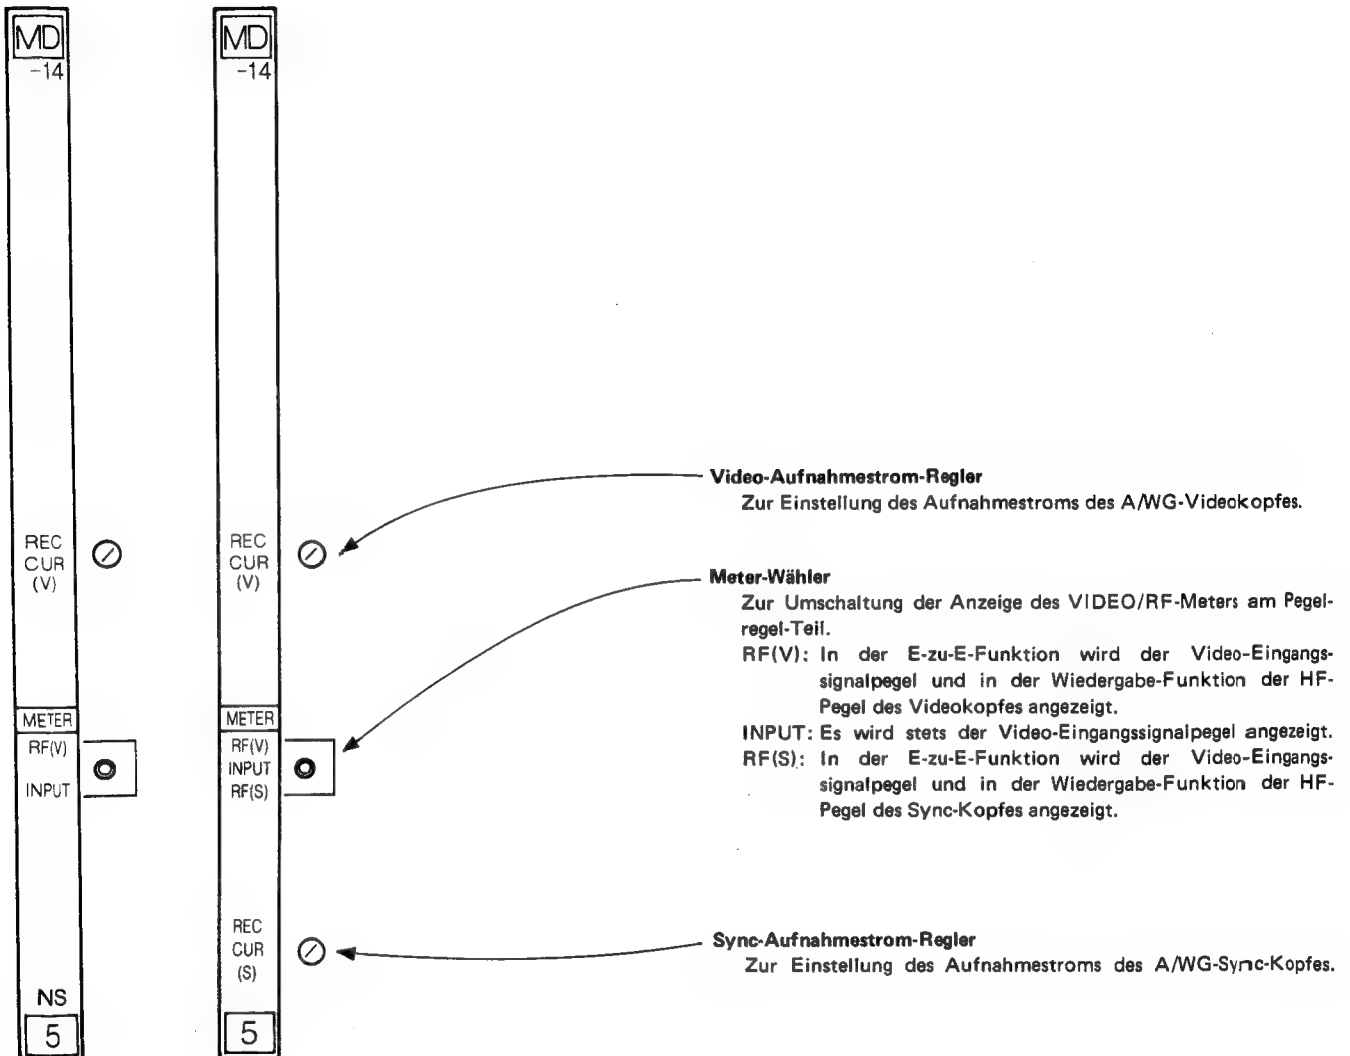 MD
-14
REC
CUR
(V)
METER
RF(V)
INPUT
NS
5
MD
-14
REC
CUR
(V)
METER
RF(V)
INPUT
RF(S)
REC
CUR
(S)
5
Video-Aufnahmestrom-Regler
Zur Einstellung des Aufnahmestroms des A/WG-Videokopfes.
Meter-Wähler
Zur Umschaltung der Anzeige des VIDEO/RF-Meters am Pegel-
regel-Teil.
RF(V): In der E-zu-E-Funktion wird der Video-Eingangs-
signalpegel und in der Wiedergabe-Funktion der HF-
Pegel des Videokopfes angezeigt.
INPUT: Es wird stets der Video-Eingangssignalpegel angezeigt.
RF(S): In der E-zu-E-Funktion wird der Video-Eingangs-
signalpegel und in der Wiedergabe-Funktion der HF-
Pegel des Sync-Kopfes angezeigt.
Sync-Aufnahmestrom-Regler
Zur Einstellung des Aufnahmestroms des A/WG-Sync-Kopfes.